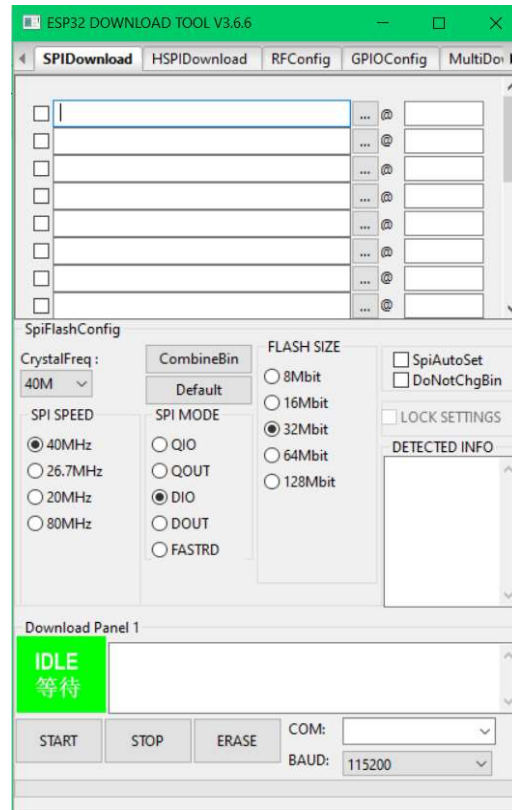 ESP32 DOWNLOAD TOOL V3.6.6
SPIDownload HSPIDownload RFConfig GPIOConfig MultiDo
... @
... @
... @
... @
... @
... @
... @
... @
SpiFlashConfig
CrystalFreq :
40M
CombineBin
Default
SPI SPEED
40MHz
26.7MHz
20MHz
80MHz
SPI MODE
QIO
QOUT
DIO
DOUT
FASTRD
FLASH SIZE
8Mbit
16Mbit
32Mbit
64Mbit
128Mbit
SpiAutoSet
DoNotChgBin
LOCK SETTINGS
DETECTED INFO
Download Panel 1
IDLE
等待
START STOP ERASE
COM:
BAUD: 115200